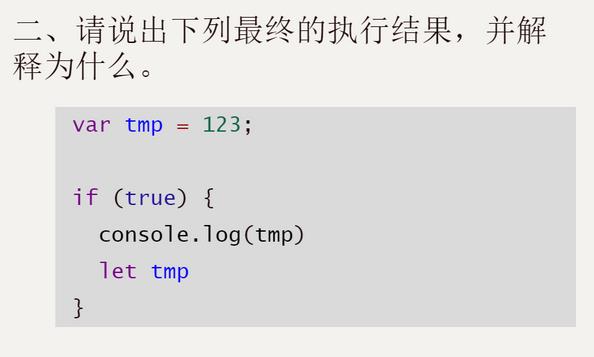 二、请说出下列最终的执行结果，并解
释为什么。
var tmp = 123;
if (true) {
  console.log(tmp)
  let tmp
}